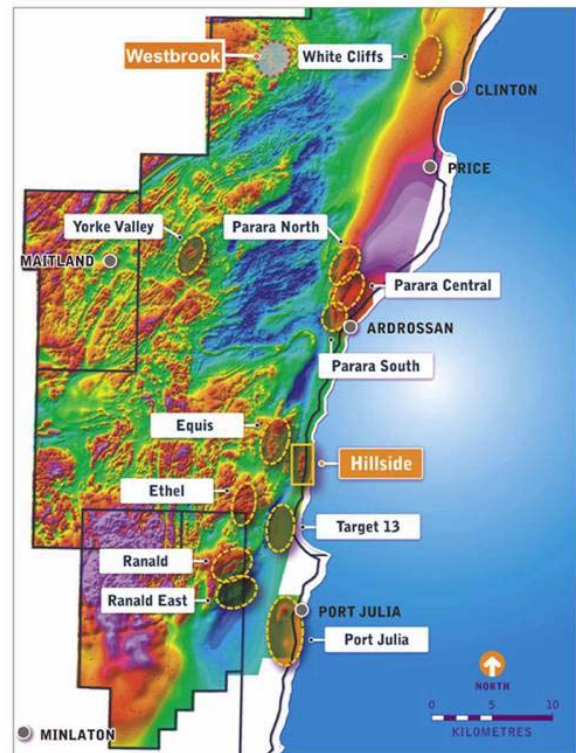 Westbrook
White Cliffs
CLINTON
PRICE
Yorke Valley
Parara North
MAITLAND
Parara Central
ARDROSSAN
Parara South
Equis
Hillside
Ethel
Target 13
Ranald
Ranald East
PORT JULIA
Port Julia
NORTH
0 5 10
KILOMETRES
MINLATON